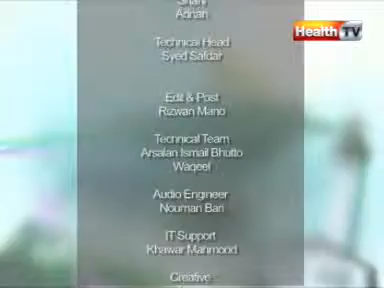 Shani
Adnan
Health TV
Technical Head
Syed Safdar
Edit & Post
Rizwan Mano
Technical Team
Arsalan Ismail Bhutto
Waqeel
Audio Engineer
Nouman Bari
IT Support
Khawar Mahmood
Creative